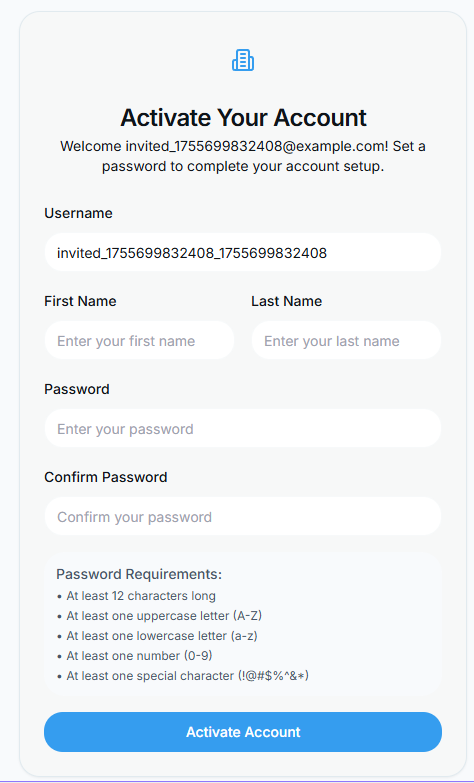 Activate Your Account
Welcome invited_1755699832408@example.com! Set a
password to complete your account setup.
Username
invited_1755699832408_1755699832408
First Name
Last Name
Enter your first name
Enter your last name
Password
Enter your password
Confirm Password
Confirm your password
Password Requirements:
• At least 12 characters long
• At least one uppercase letter (A-Z)
• At least one lowercase letter (a-z)
• At least one number (0-9)
• At least one special character (!@#$%^&*)
Activate Account